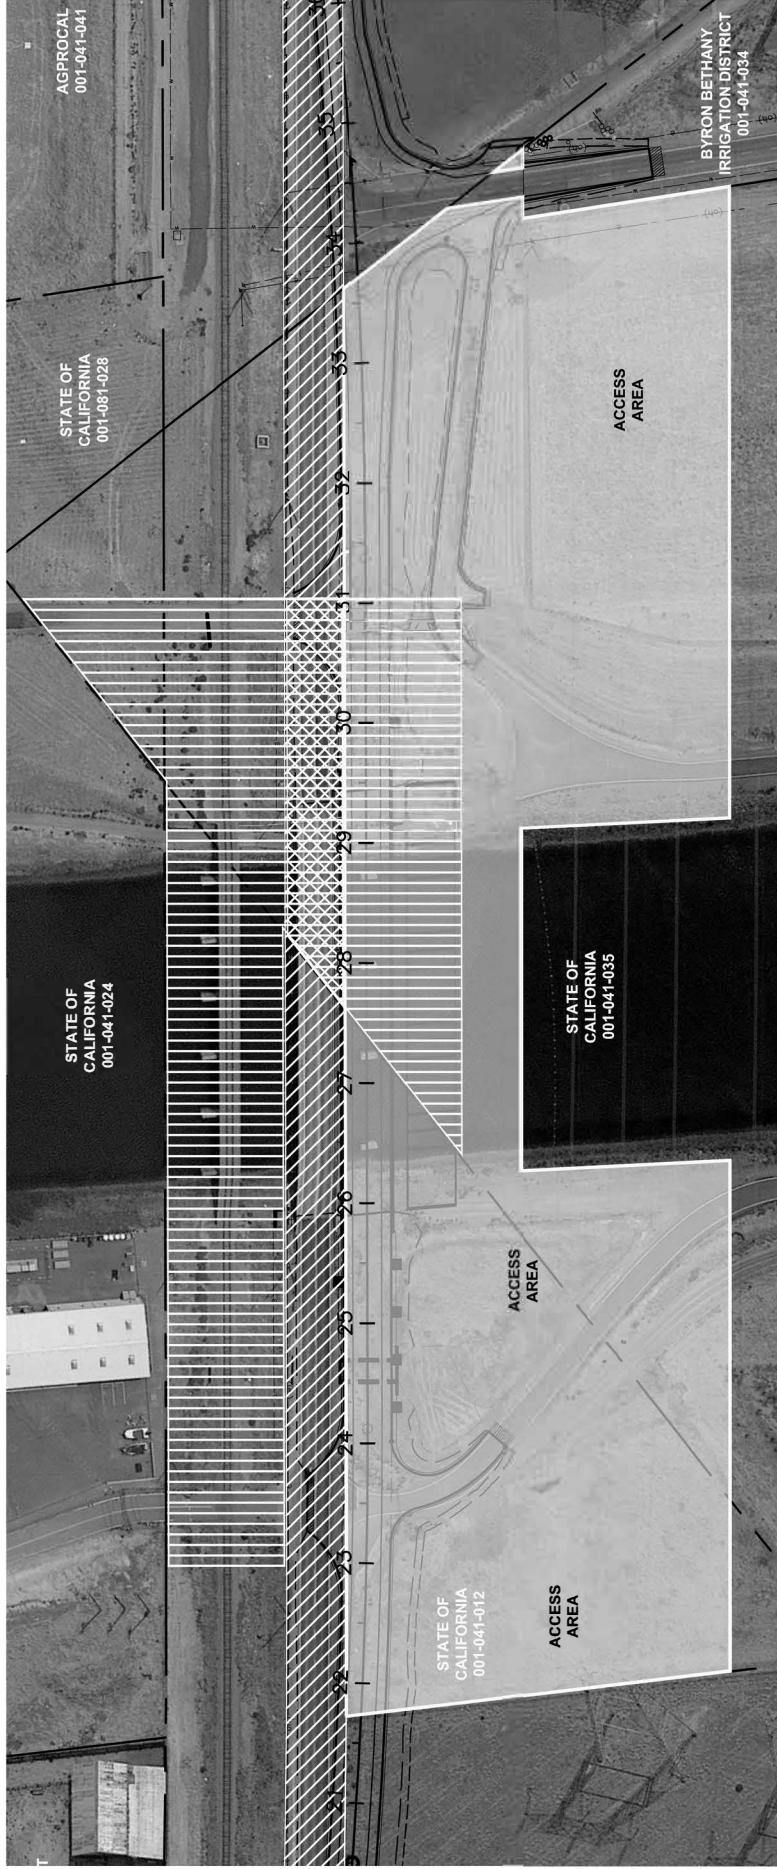 AGPROCAL
001-041-041
BYRON BETHANY
IRRIGATION DISTRICT
001-041-034
35
34
STATE OF
CALIFORNIA
001-081-028
33
ACCESS
AREA
32
31
30
29
STATE OF
CALIFORNIA
001-041-024
28
STATE OF
CALIFORNIA
001-041-035
27
26
ACCESS
AREA
25
24
23
STATE OF
CALIFORNIA
001-041-012
ACCESS
AREA
22
21
T